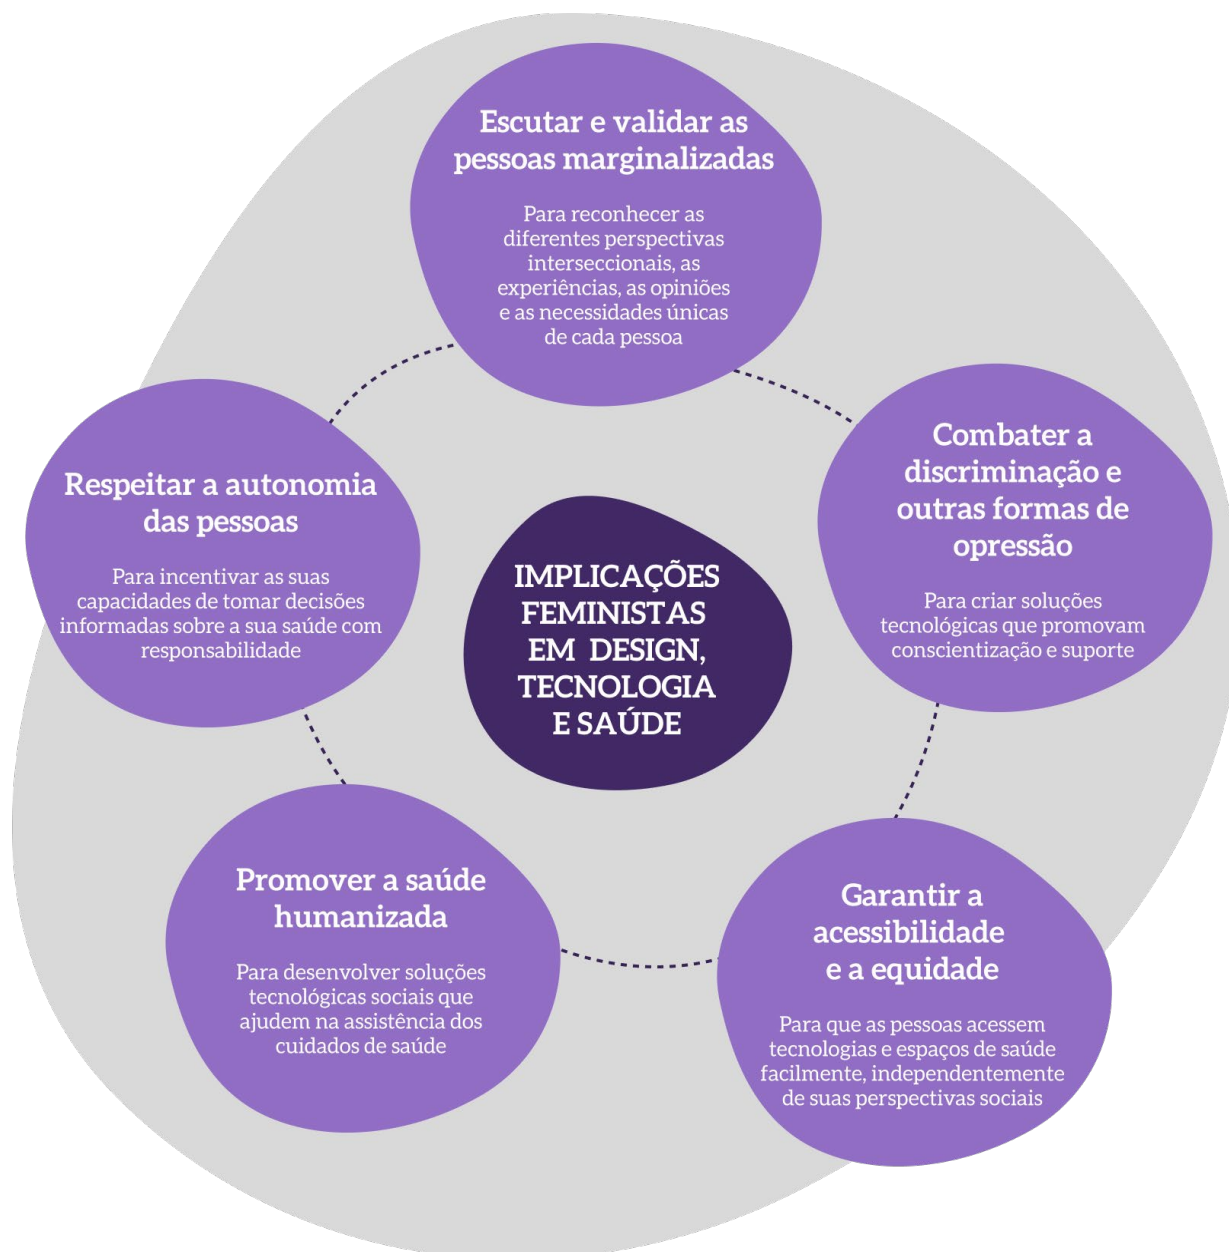 Escutar e validar as
pessoas marginalizadas
Para reconhecer as
diferentes perspectivas
interseccionais, as
experiências, as opiniões
e as necessidades únicas
de cada pessoa
Combater a
discriminação e
outras formas de
opressão
Para criar soluções
tecnológicas que promovam
conscientização e suporte
Garantir a
acessibilidade
e a equidade
Para que as pessoas acessem
tecnologias e espaços de saúde
facilmente, independentemente
de suas perspectivas sociais
Promover a saúde
humanizada
Para desenvolver soluções
tecnológicas sociais que
ajudem na assistência dos
cuidados de saúde
Respeitar a autonomia
das pessoas
Para incentivar as suas
capacidades de tomar decisões
informadas sobre a sua saúde com
responsabilidade
IMPLICAÇÕES
FEMINISTAS
EM DESIGN,
TECNOLOGIA
E SAÚDE